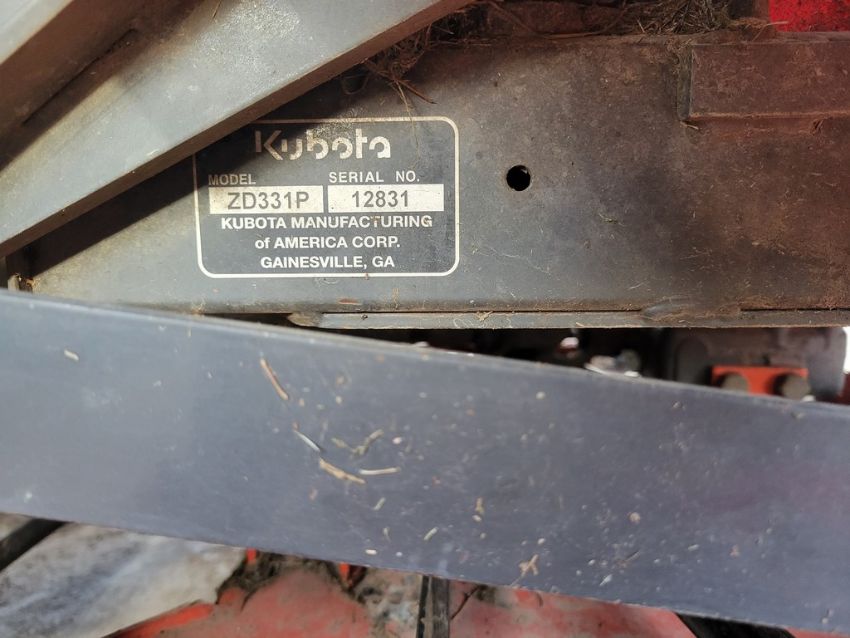 Kubota
MODEL SERIAL NO.
ZD331P 12831
KUBOTA MANUFACTURING
of AMERICA CORP.
GAINESVILLE, GA